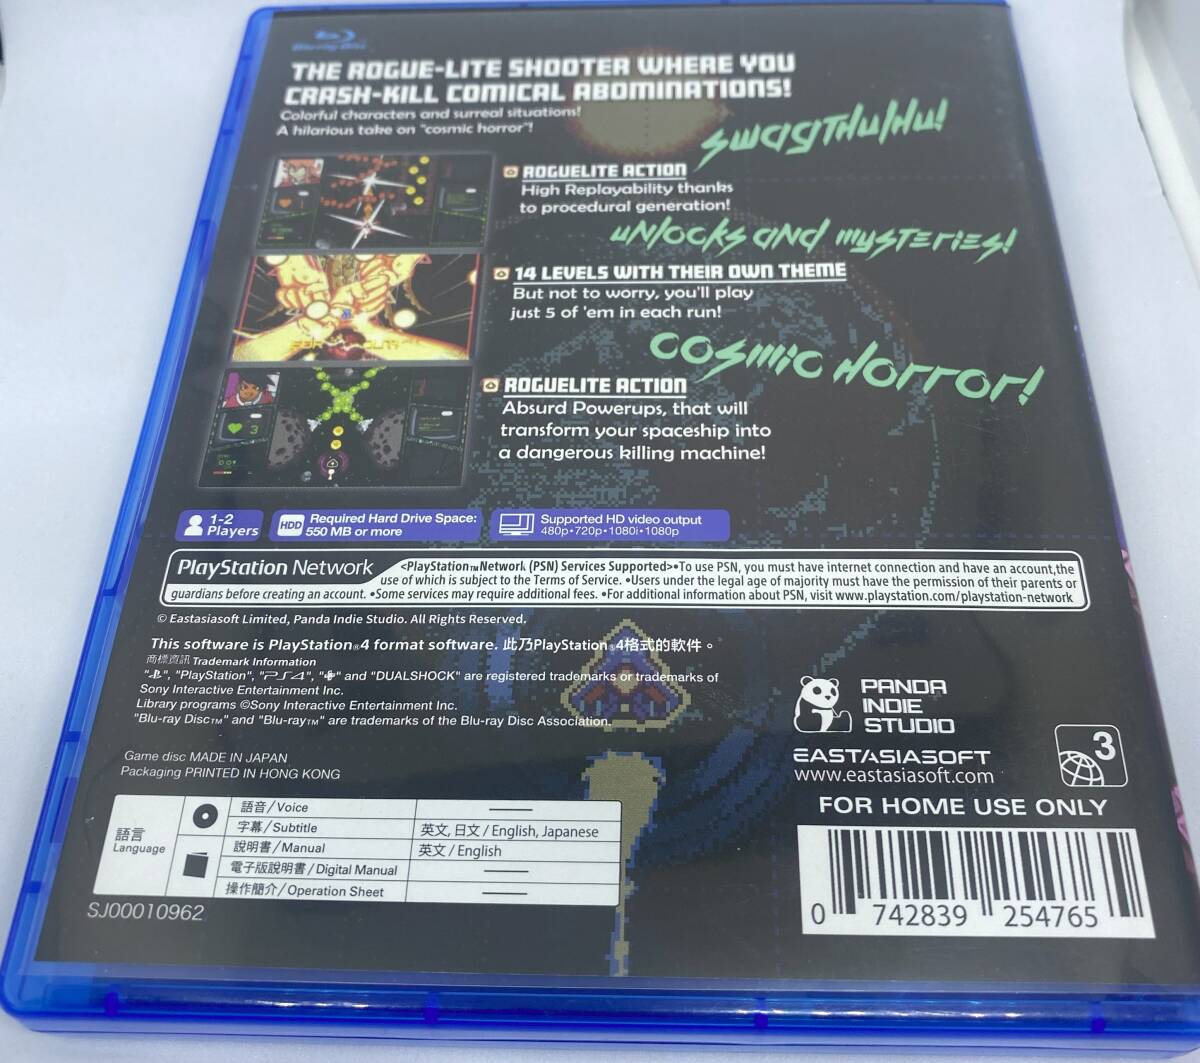 Blu-ray Disc
THE ROGUE-LITE SHOOTER WHERE YOU
CRASH-KILL COMICAL ABOMINATIONS!
Colorful characters and surreal situations!
A hilarious take on "cosmic horror"!
SWAGTHULHU!
ROGUELITE ACTION
High Replayability thanks
to procedural generation!
UNLOCKS AND MYSTERIES!
14 LEVELS WITH THEIR OWN THEME
But not to worry, you'll play
just 5 of 'em in each run!
COSMIC HORROR!
ROGUELITE ACTION
Absurd Powerups, that will
transform your spaceship into
a dangerous killing machine!
3
1-2
Players
HDD
Required Hard Drive Space:
550 MB or more
Supported HD video output
480p•720p•1080i•1080p
PlayStation Network
<PlayStation™Network (PSN) Services Supported>•To use PSN, you must have internet connection and have an account,the
use of which is subject to the Terms of Service. •Users under the legal age of majority must have the permission of their parents or
guardians before creating an account. •Some services may require additional fees. •For additional information about PSN, visit www.playstation.com/playstation-network
© Eastasiasoft Limited, Panda Indie Studio. All Rights Reserved.
This software is PlayStation®4 format software. 此乃PlayStation®4格式的軟件。
商標資訊 Trademark Information
" ", "PlayStation", "PS4", " " and "DUALSHOCK" are registered trademarks or trademarks of
Sony Interactive Entertainment Inc.
Library programs ©Sony Interactive Entertainment Inc.
"Blu-ray Disc™" and "Blu-ray™" are trademarks of the Blu-ray Disc Association.
PANDA
INDIE
STUDIO
EASTASIASOFT
www.eastasiasoft.com
3
Game disc MADE IN JAPAN
Packaging PRINTED IN HONG KONG
FOR HOME USE ONLY
語言
Language
語音/Voice
字幕/Subtitle 英文, 日文/English, Japanese
說明書/Manual 英文/English
電子版說明書/Digital Manual
操作簡介/Operation Sheet
SJ00010962
0 742839 254765